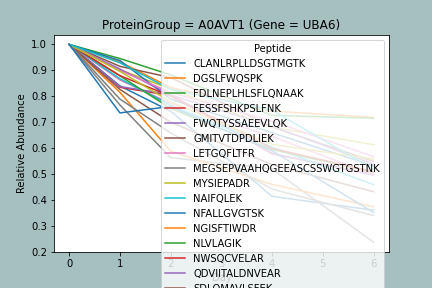 ProteinGroup = A0AVT1 (Gene = UBA6)
Relative Abundance
1.0
0.9
0.8
0.7
0.6
0.5
0.4
0.3
0.2
0
1
2
4
5
6
Peptide
CLANLRPLLDSGTMGTK
DGSLFWQSPK
FDLNEPLHLSFLQNAAK
FESSFSHKPSLFNK
FWQTYSSAEEVLQK
GMITVTDPDLIEK
LETGQFLTFR
MEGSEPVAAHQGEEASCSSWGTGSTNK
MYSIEPADR
NAIFQLEK
NFALLGVGTSK
NGISFTIWDR
NLVLAGIK
NWSQCVELAR
QDVIITALDNVEAR
SDLQMAVLSFEK